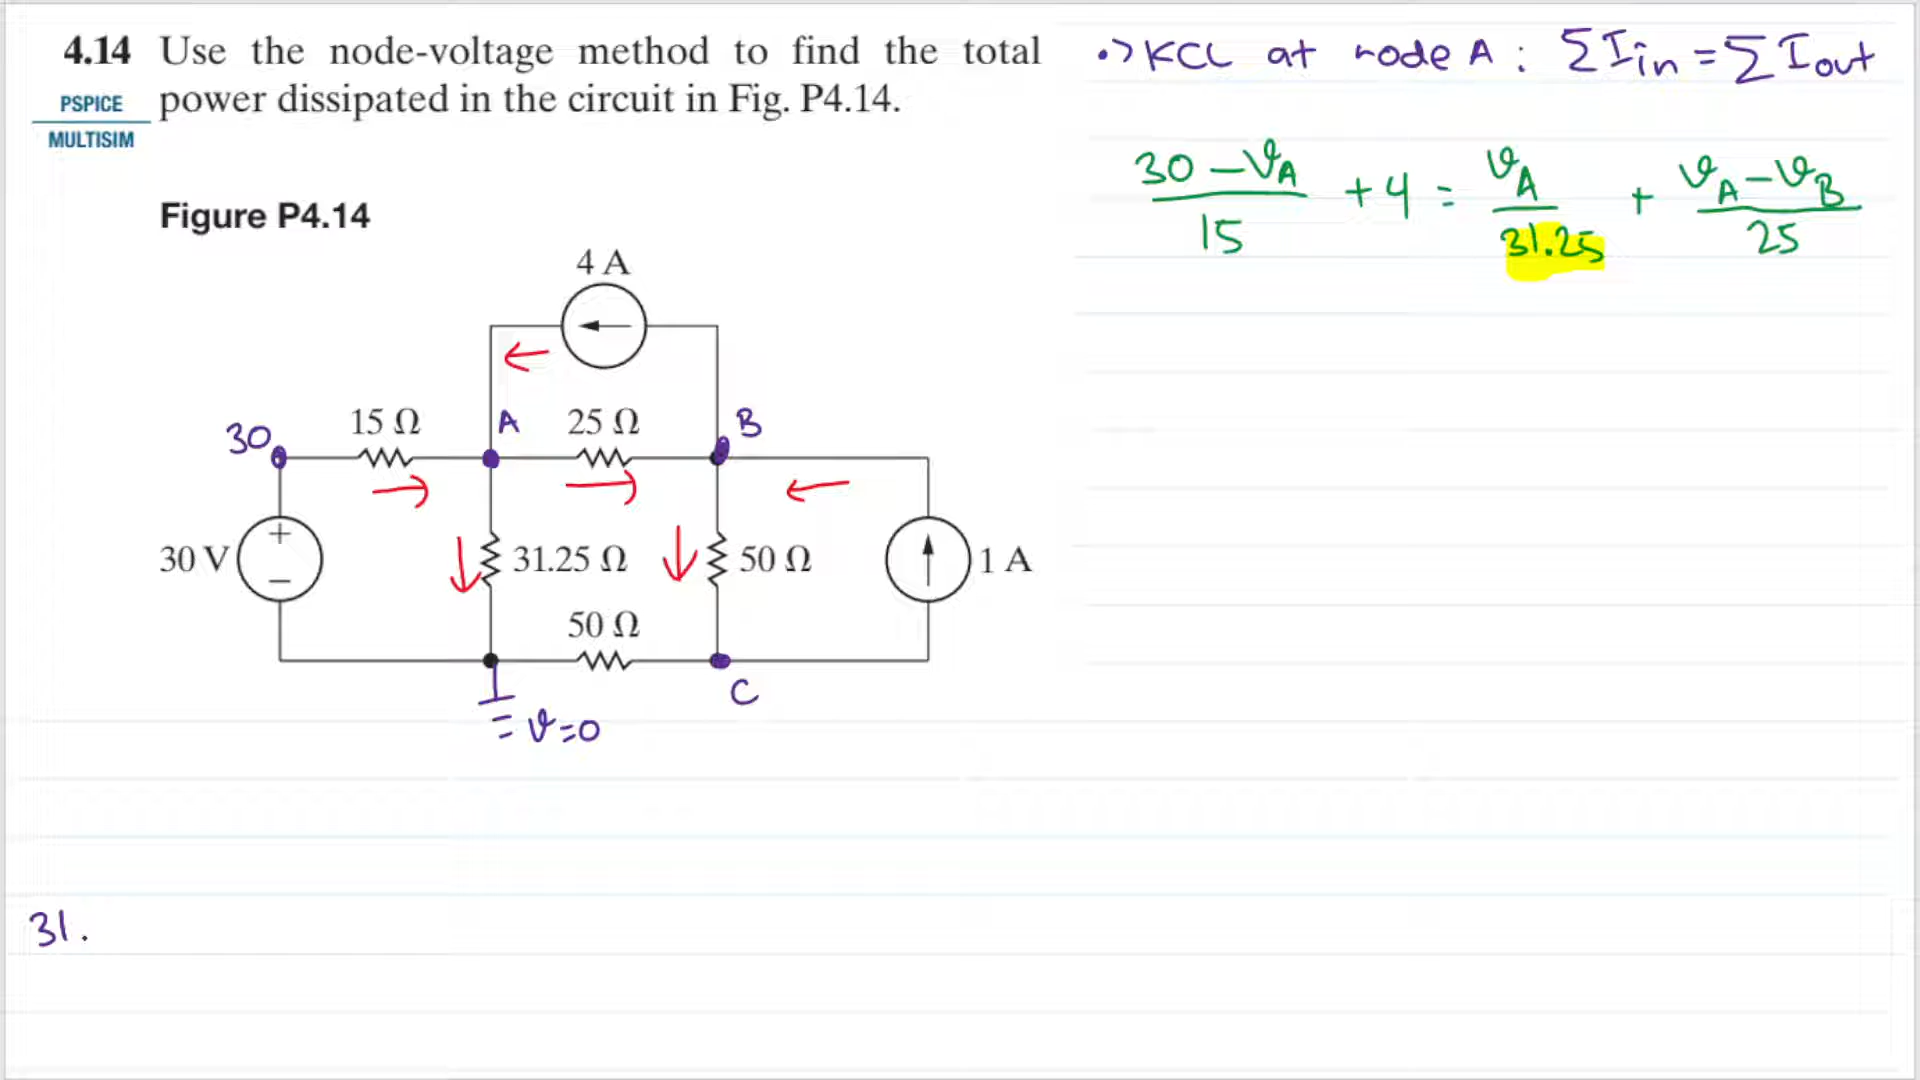 4.14 Use the node-voltage method to find the total
PSPICE power dissipated in the circuit in Fig. P4.14.
MULTISIM
Figure P4.14
4 A
15 Ω A 25 Ω B
30
30 V + − 31.25 Ω 50 Ω 1 A
50 Ω
C
= v=0
31.
•> KCL at node A : ΣIin = ΣIout
30 − vA / 15 + 4 = vA / 31.25 + vA − vB / 25